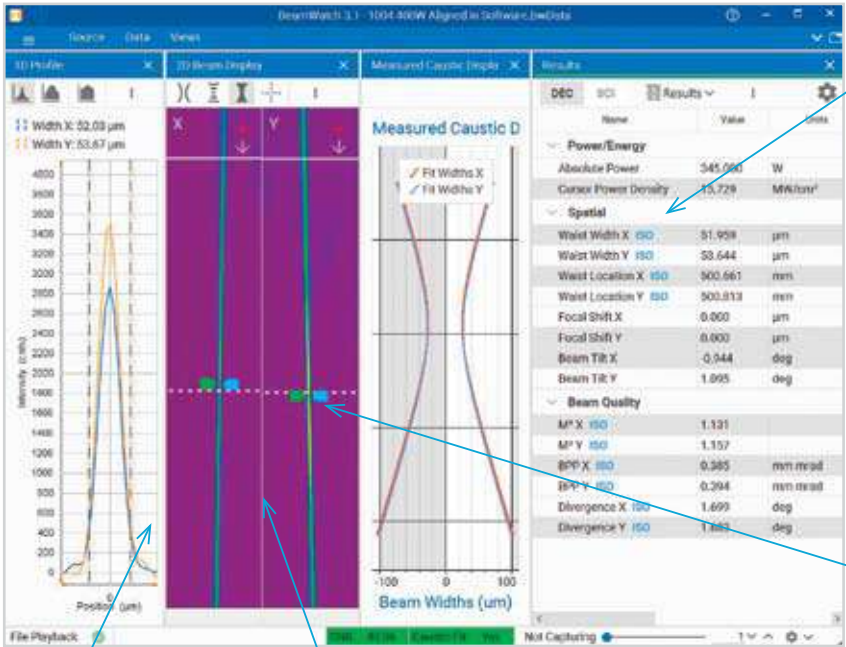 BeamWatch 3.1 - 1004 400W Aligned in Software.bwData
Source Data Views
1D Profile
2D Beam Display
Measured Caustic Display
Results
DEC SCI Results
Width X: 52.03 µm
Width Y: 53.67 µm
X Y
Measured Caustic D
Fit Widths X
Fit Widths Y
Name Value Units
Power/Energy
Absolute Power 345.000 W
Cursor Power Density 15.729 MW/cm²
Spatial
Waist Width X ISO 51.959 µm
Waist Width Y ISO 53.644 µm
Waist Location X ISO 500.661 mm
Waist Location Y ISO 500.813 mm
Focal Shift X 0.000 µm
Focal Shift Y 0.000 µm
Beam Tilt X -0.944 deg
Beam Tilt Y 1.095 deg
Beam Quality
M² X ISO 1.131
M² Y ISO 1.157
BPP X ISO 0.385 mm mrad
BPP Y ISO 0.394 mm mrad
Divergence X ISO 1.699 deg
Divergence Y ISO deg
Intensity (cnts)
4000
3800
3600
3400
3200
3000
2800
2600
2400
2200
2000
1800
1600
1400
1200
1000
800
600
400
200
0
0
Position (µm)
-100 0 100
Beam Widths (um)
File Playback
Caustic Fit Yes
Not Capturing
1